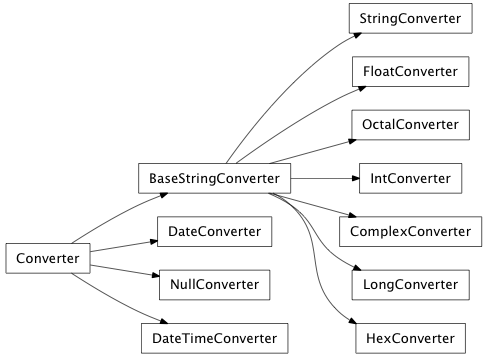 StringConverter
FloatConverter
OctalConverter
BaseStringConverter
IntConverter
DateConverter
ComplexConverter
Converter
NullConverter
LongConverter
DateTimeConverter
HexConverter